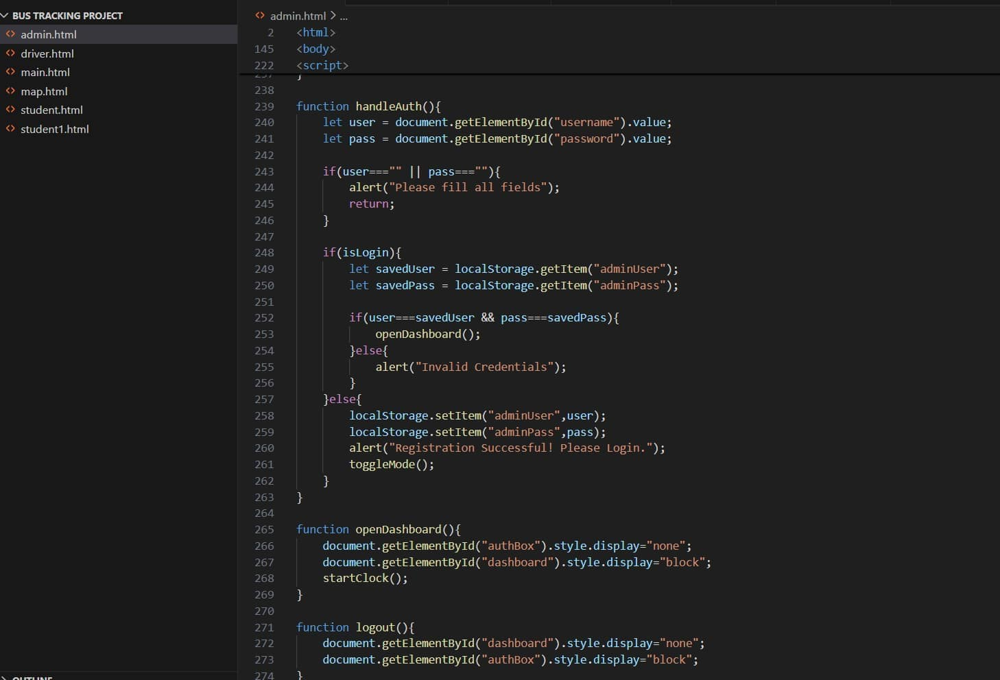 BUS TRACKING PROJECT
admin.html
driver.html
main.html
map.html
student.html
student1.html
OUTLINE
admin.html > ...
2 <html>
145 <body>
222 <script>
237 }
238
239 function handleAuth(){
240 let user = document.getElementById("username").value;
241 let pass = document.getElementById("password").value;
242
243 if(user==="" || pass===""){
244 alert("Please fill all fields");
245 return;
246 }
247
248 if(isLogin){
249 let savedUser = localStorage.getItem("adminUser");
250 let savedPass = localStorage.getItem("adminPass");
251
252 if(user===savedUser && pass===savedPass){
253 openDashboard();
254 }else{
255 alert("Invalid Credentials");
256 }
257 }else{
258 localStorage.setItem("adminUser",user);
259 localStorage.setItem("adminPass",pass);
260 alert("Registration Successful! Please Login.");
261 toggleMode();
262 }
263 }
264
265 function openDashboard(){
266 document.getElementById("authBox").style.display="none";
267 document.getElementById("dashboard").style.display="block";
268 startClock();
269 }
270
271 function logout(){
272 document.getElementById("dashboard").style.display="none";
273 document.getElementById("authBox").style.display="block";
274 }